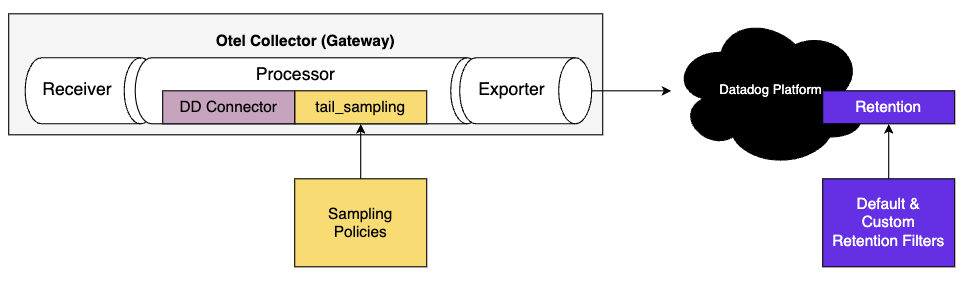 Otel Collector (Gateway)
Receiver
Processor
Exporter
DD Connector
tail_sampling
Datadog Platform
Retention
Sampling
Policies
Default &
Custom
Retention Filters